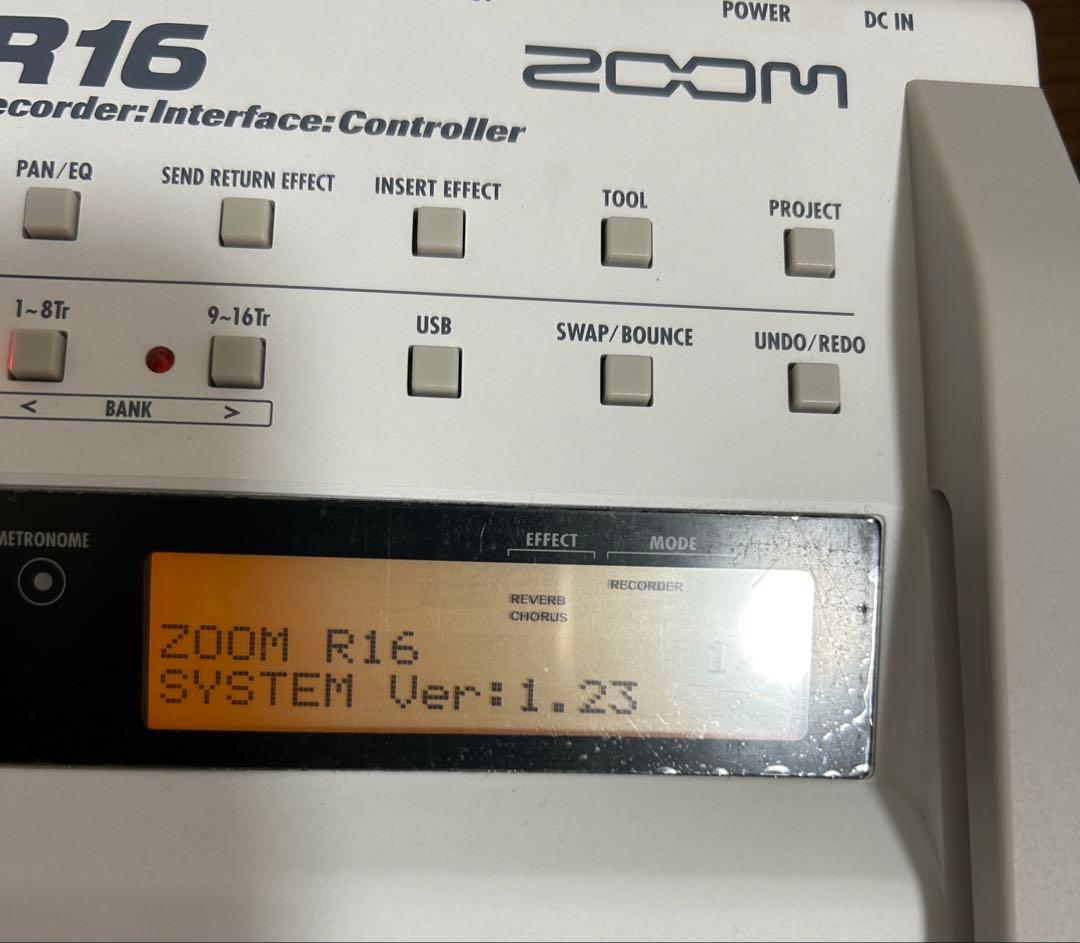 POWER
DC IN
R16
ZOOM
ecorder:Interface:Controller
PAN/EQ
SEND RETURN EFFECT
INSERT EFFECT
TOOL
PROJECT
1~8Tr
9~16Tr
USB
SWAP/BOUNCE
UNDO/REDO
< BANK >
METRONOME
EFFECT
MODE
RECORDER
REVERB
CHORUS
ZOOM R16
SYSTEM Ver:1.23